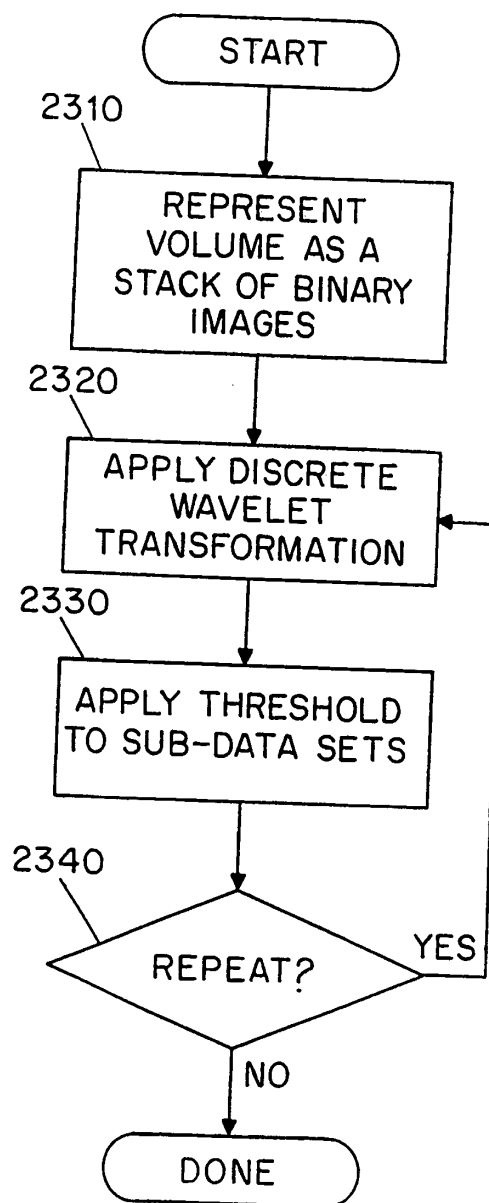 START
2310
REPRESENT
VOLUME AS A
STACK OF BINARY
IMAGES
2320
APPLY DISCRETE
WAVELET
TRANSFORMATION
2330
APPLY THRESHOLD
TO SUB-DATA SETS
2340
REPEAT?
YES
NO
DONE